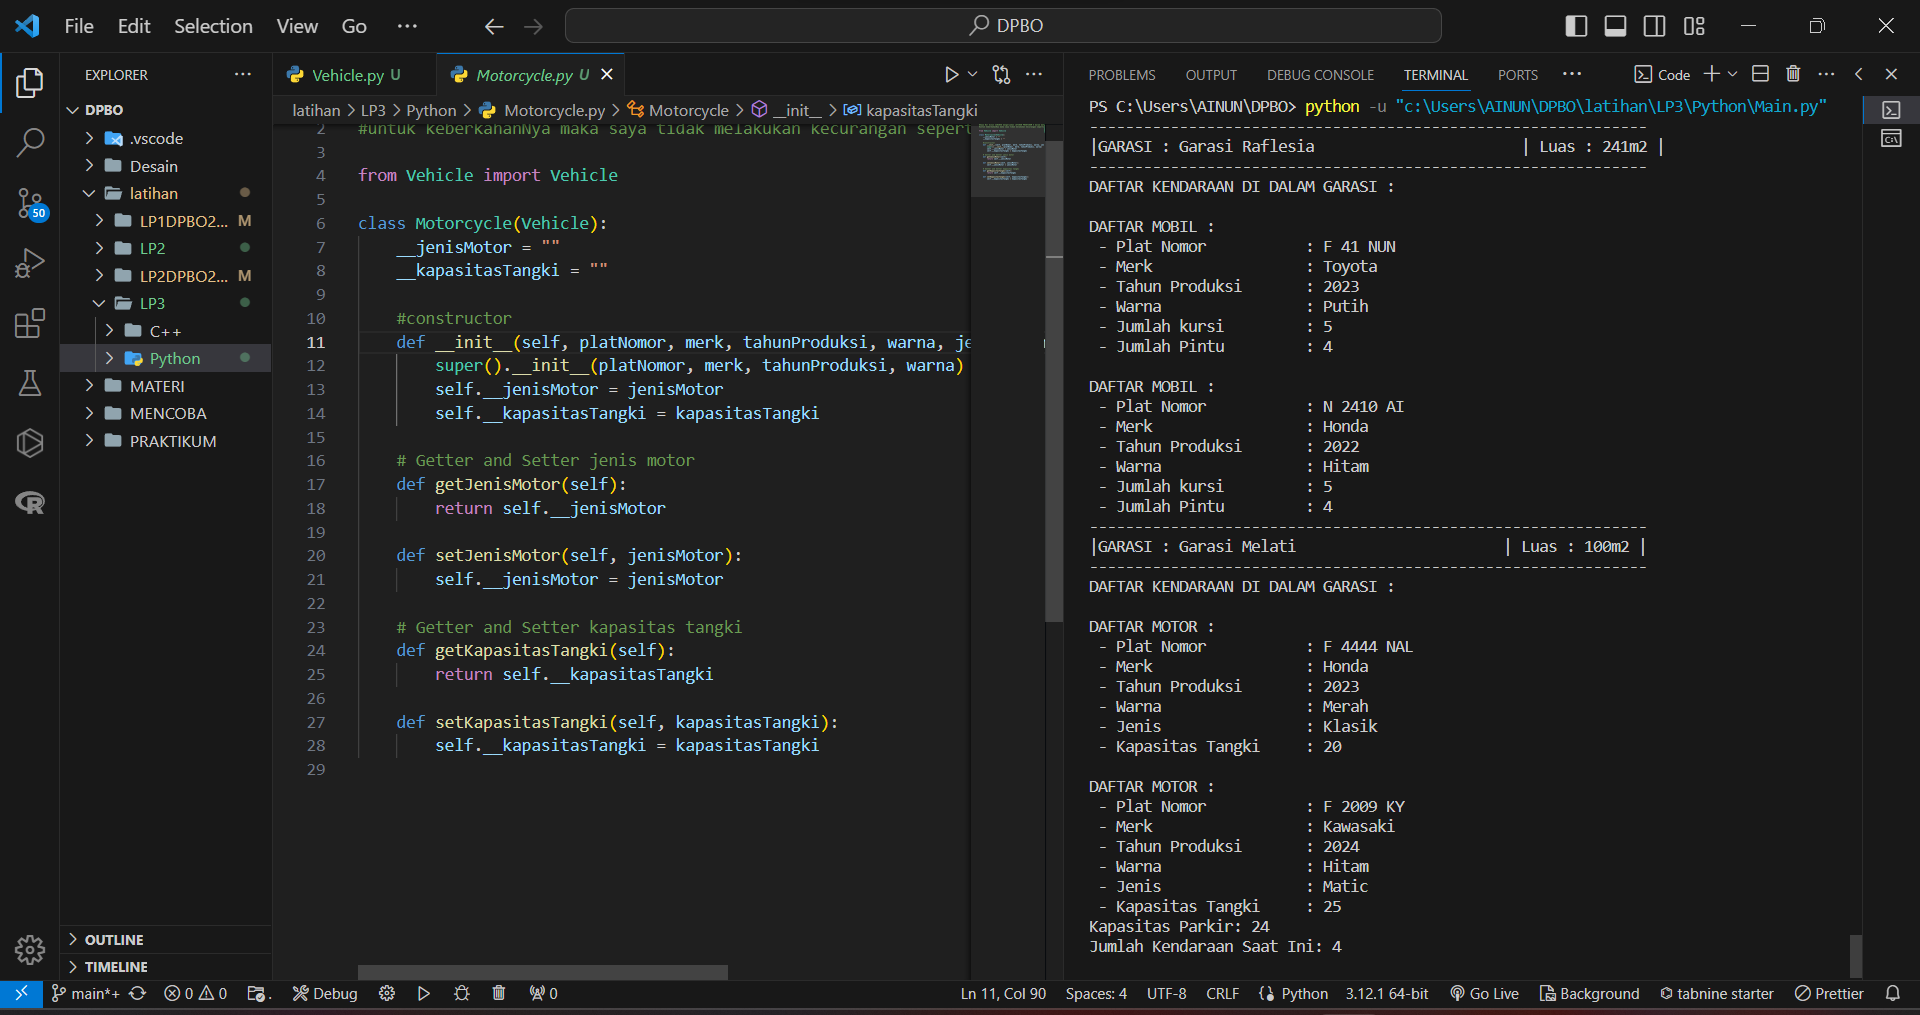 File Edit Selection View Go ··· DPBO
EXPLORER ···
DPBO
.vscode
Desain
latihan
LP1DPBO2... M
LP2
LP2DPBO2... M
LP3
C++
Python
MATERI
MENCOBA
PRAKTIKUM
OUTLINE
TIMELINE
50
Vehicle.py U Motorcycle.py U
latihan > LP3 > Python > Motorcycle.py > Motorcycle > __init__ > kapasitasTangki
2 #untuk keberkahanNya maka saya tidak melakukan kecurangan sepert
3
4 from Vehicle import Vehicle
5
6 class Motorcycle(Vehicle):
7 __jenisMotor = ""
8 __kapasitasTangki = ""
9
10 #constructor
11 def __init__(self, platNomor, merk, tahunProduksi, warna, je
12 super().__init__(platNomor, merk, tahunProduksi, warna)
13 self.__jenisMotor = jenisMotor
14 self.__kapasitasTangki = kapasitasTangki
15
16 # Getter and Setter jenis motor
17 def getJenisMotor(self):
18 return self.__jenisMotor
19
20 def setJenisMotor(self, jenisMotor):
21 self.__jenisMotor = jenisMotor
22
23 # Getter and Setter kapasitas tangki
24 def getKapasitasTangki(self):
25 return self.__kapasitasTangki
26
27 def setKapasitasTangki(self, kapasitasTangki):
28 self.__kapasitasTangki = kapasitasTangki
29
PROBLEMS OUTPUT DEBUG CONSOLE TERMINAL PORTS ··· Code
PS C:\Users\AINUN\DPBO> python -u "c:\Users\AINUN\DPBO\latihan\LP3\Python\Main.py"
--------------------------------------------------------------
|GARASI : Garasi Raflesia | Luas : 241m2 |
--------------------------------------------------------------
DAFTAR KENDARAAN DI DALAM GARASI :
DAFTAR MOBIL :
- Plat Nomor : F 41 NUN
- Merk : Toyota
- Tahun Produksi : 2023
- Warna : Putih
- Jumlah kursi : 5
- Jumlah Pintu : 4
DAFTAR MOBIL :
- Plat Nomor : N 2410 AI
- Merk : Honda
- Tahun Produksi : 2022
- Warna : Hitam
- Jumlah kursi : 5
- Jumlah Pintu : 4
--------------------------------------------------------------
|GARASI : Garasi Melati | Luas : 100m2 |
--------------------------------------------------------------
DAFTAR KENDARAAN DI DALAM GARASI :
DAFTAR MOTOR :
- Plat Nomor : F 4444 NAL
- Merk : Honda
- Tahun Produksi : 2023
- Warna : Merah
- Jenis : Klasik
- Kapasitas Tangki : 20
DAFTAR MOTOR :
- Plat Nomor : F 2009 KY
- Merk : Kawasaki
- Tahun Produksi : 2024
- Warna : Hitam
- Jenis : Matic
- Kapasitas Tangki : 25
Kapasitas Parkir: 24
Jumlah Kendaraan Saat Ini: 4
main*+ 0 0 . Debug 0 Ln 11, Col 90 Spaces: 4 UTF-8 CRLF Python 3.12.1 64-bit Go Live Background tabnine starter Prettier